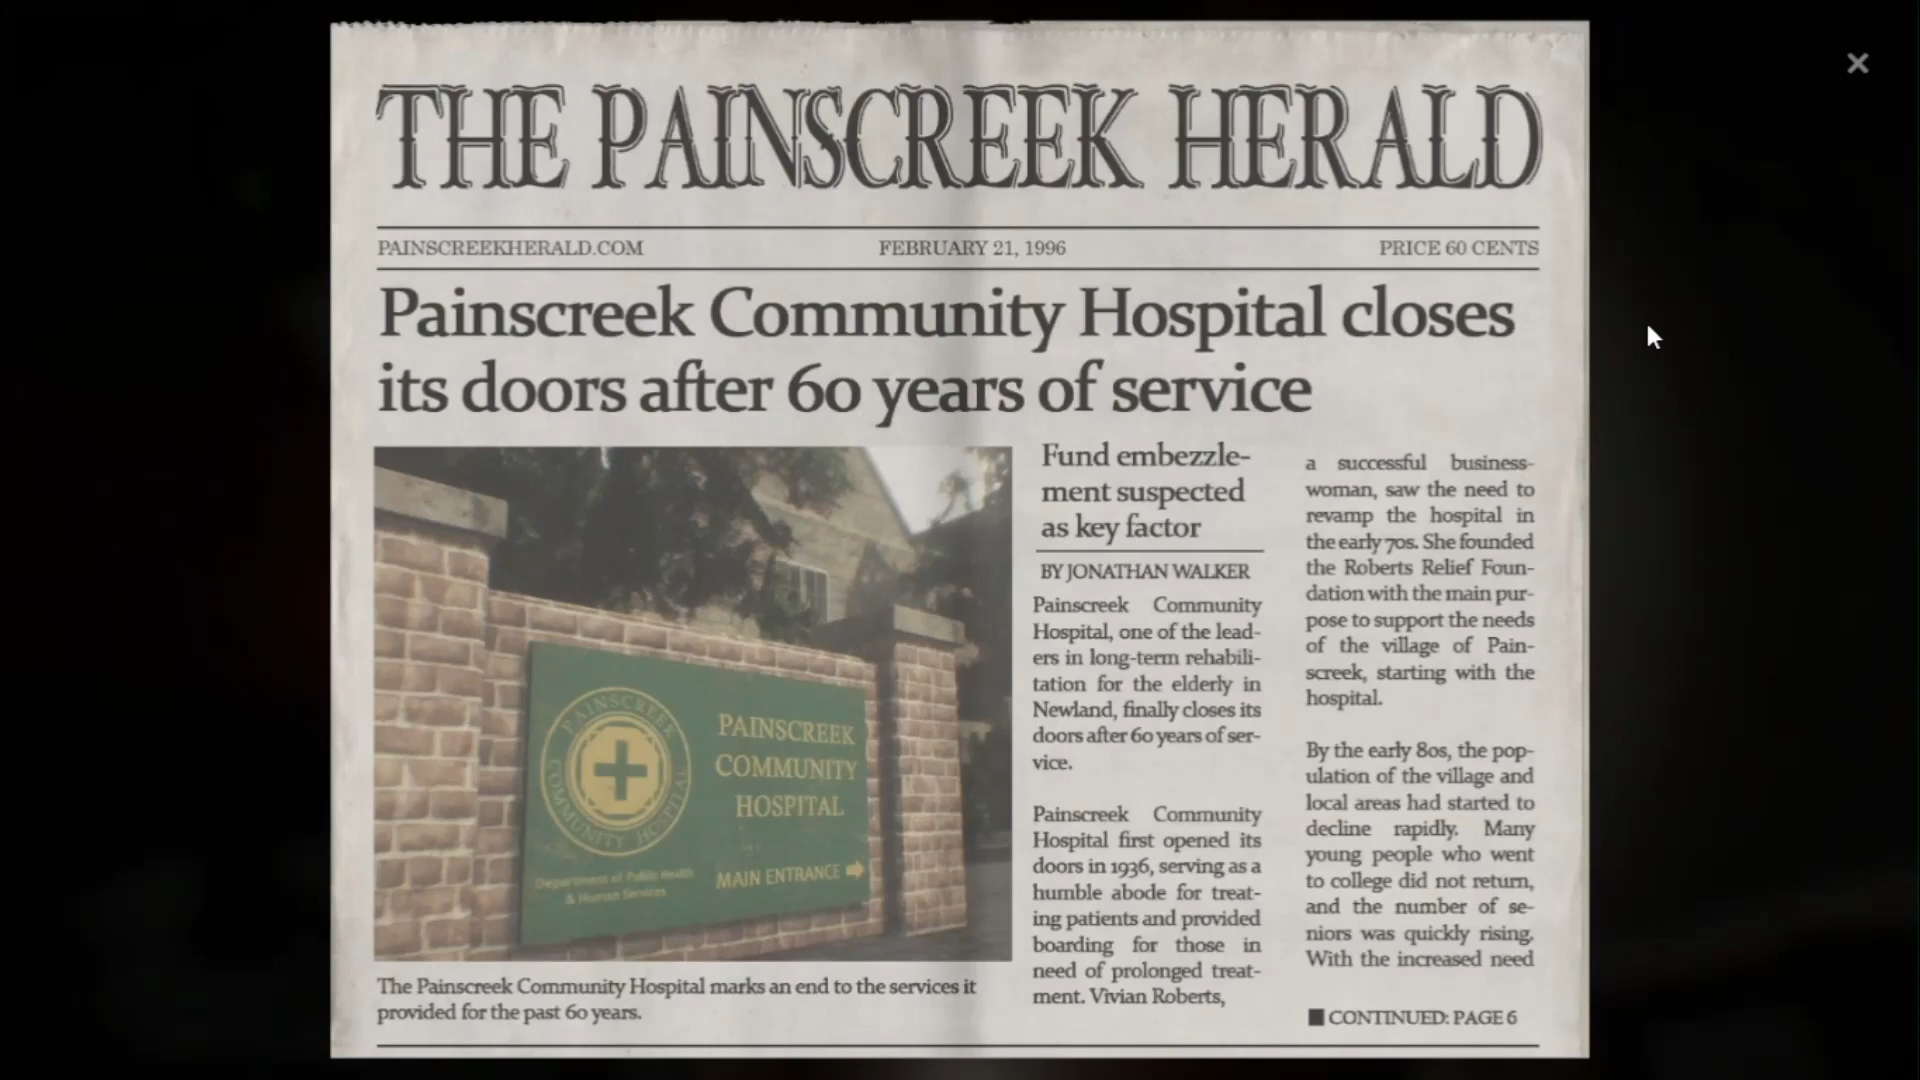 THE PAINSCREEK HERALD
PAINSCREEKHERALD.COM FEBRUARY 21, 1996 PRICE 60 CENTS
Painscreek Community Hospital closes
its doors after 60 years of service
PAINSCREEK
COMMUNITY HOSPITAL
PAINSCREEK
COMMUNITY
HOSPITAL
MAIN ENTRANCE
Department of Public Health
& Human Services
The Painscreek Community Hospital marks an end to the services it
provided for the past 60 years.
Fund embezzle-
ment suspected
as key factor
BY JONATHAN WALKER
Painscreek Community
Hospital, one of the lead-
ers in long-term rehabili-
tation for the elderly in
Newland, finally closes its
doors after 60 years of ser-
vice.
Painscreek Community
Hospital first opened its
doors in 1936, serving as a
humble abode for treat-
ing patients and provided
boarding for those in
need of prolonged treat-
ment. Vivian Roberts,
a successful business-
woman, saw the need to
revamp the hospital in
the early 70s. She founded
the Roberts Relief Foun-
dation with the main pur-
pose to support the needs
of the village of Pain-
screek, starting with the
hospital.
By the early 80s, the pop-
ulation of the village and
local areas had started to
decline rapidly. Many
young people who went
to college did not return,
and the number of se-
niors was quickly rising.
With the increased need
CONTINUED: PAGE 6